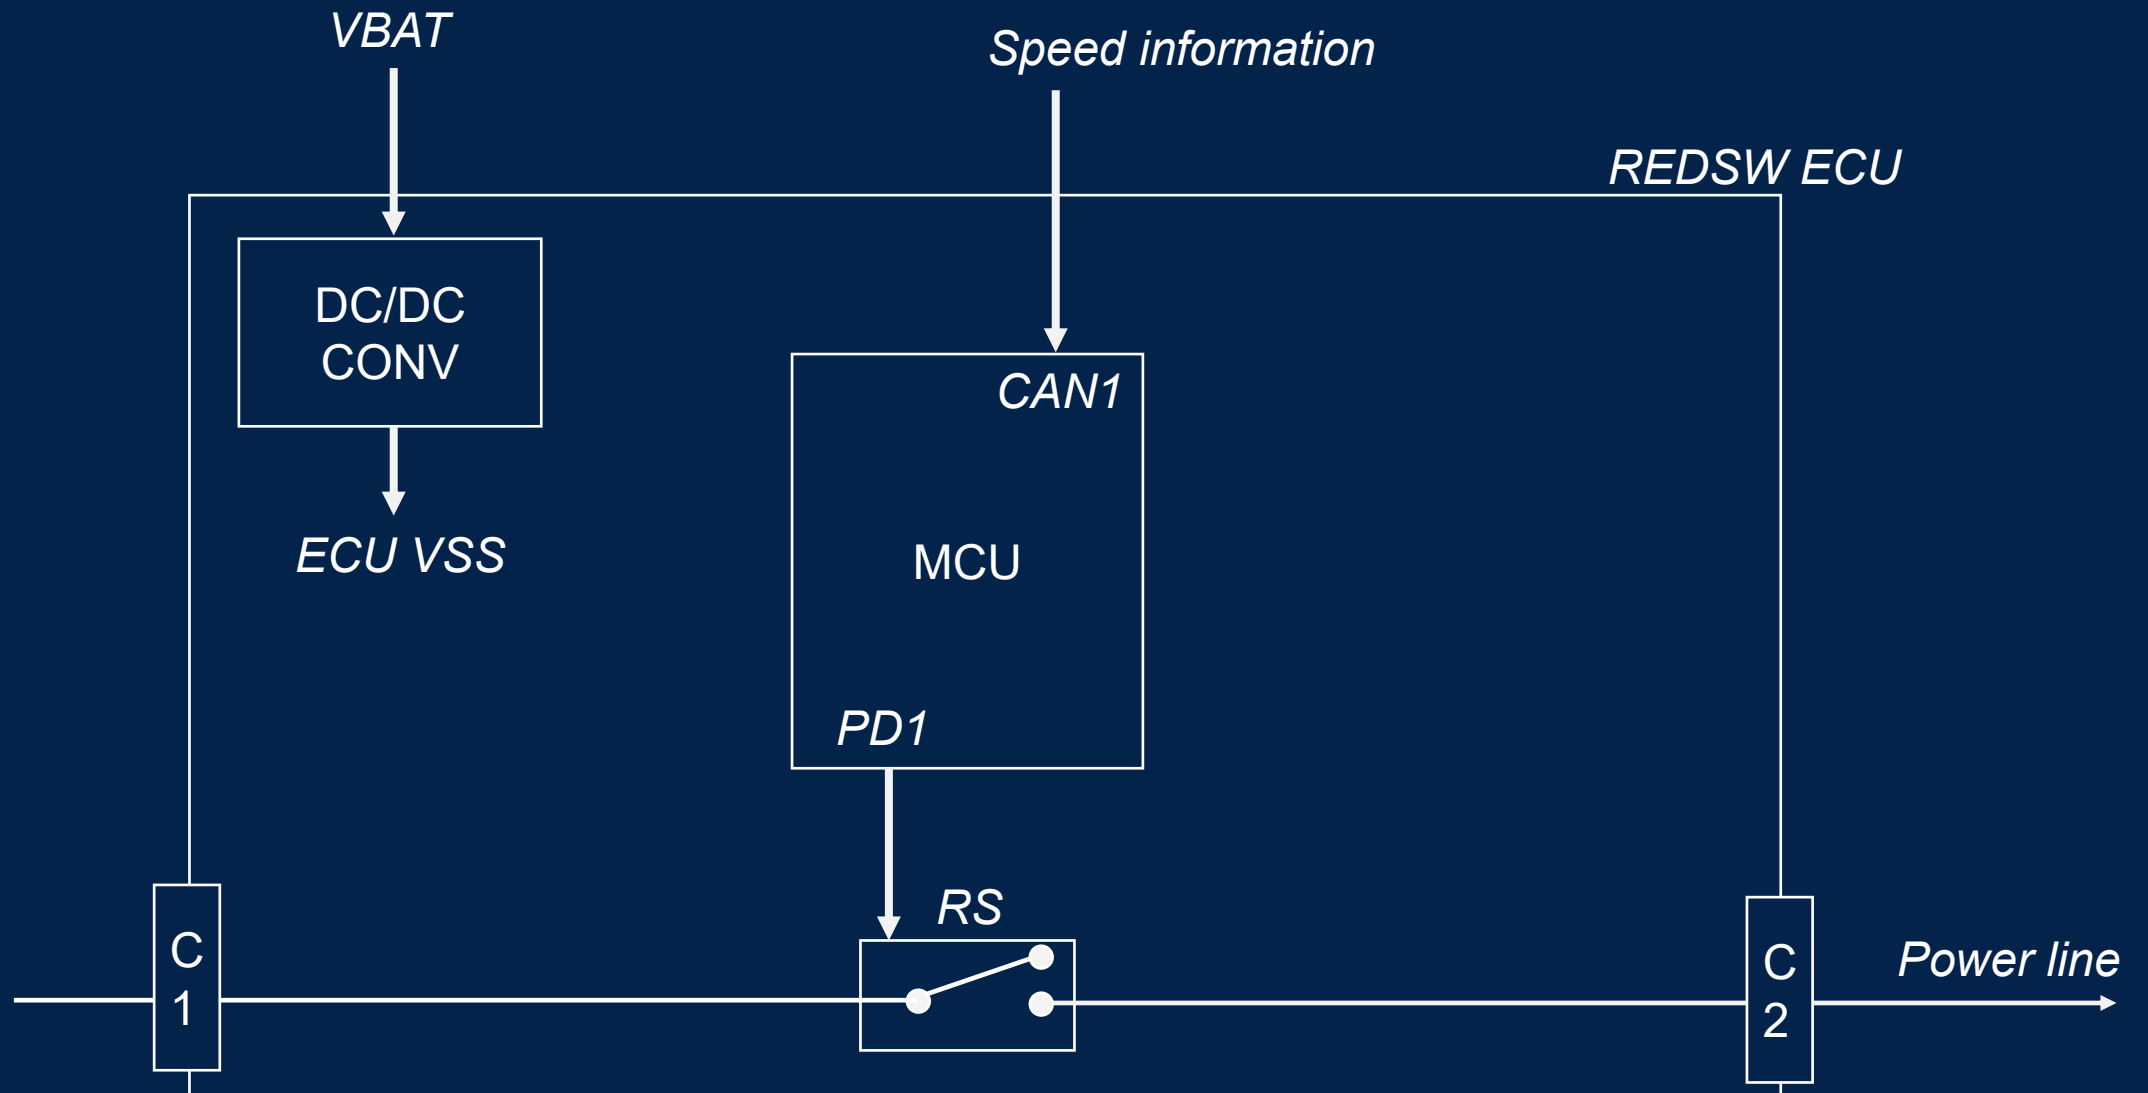 VBAT
Speed information
REDSW ECU
DC/DC
CONV
CAN1
ECU VSS
MCU
PD1
RS
C
1
C
2
Power line